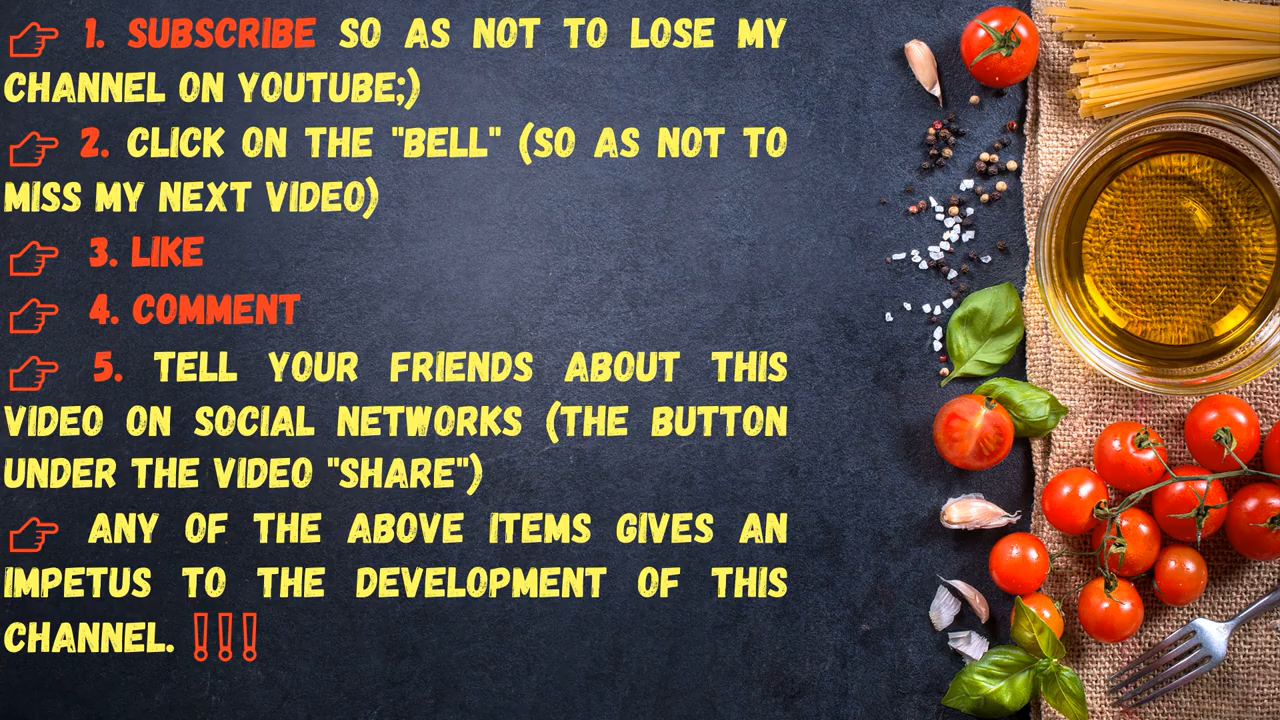 👉 1. SUBSCRIBE SO AS NOT TO LOSE MY
CHANNEL ON YOUTUBE;)
👉 2. CLICK ON THE "BELL" (SO AS NOT TO
MISS MY NEXT VIDEO)
👉 3. LIKE
👉 4. COMMENT
👉 5. TELL YOUR FRIENDS ABOUT THIS
VIDEO ON SOCIAL NETWORKS (THE BUTTON
UNDER THE VIDEO "SHARE")
👉 ANY OF THE ABOVE ITEMS GIVES AN
IMPETUS TO THE DEVELOPMENT OF THIS
CHANNEL. !!!